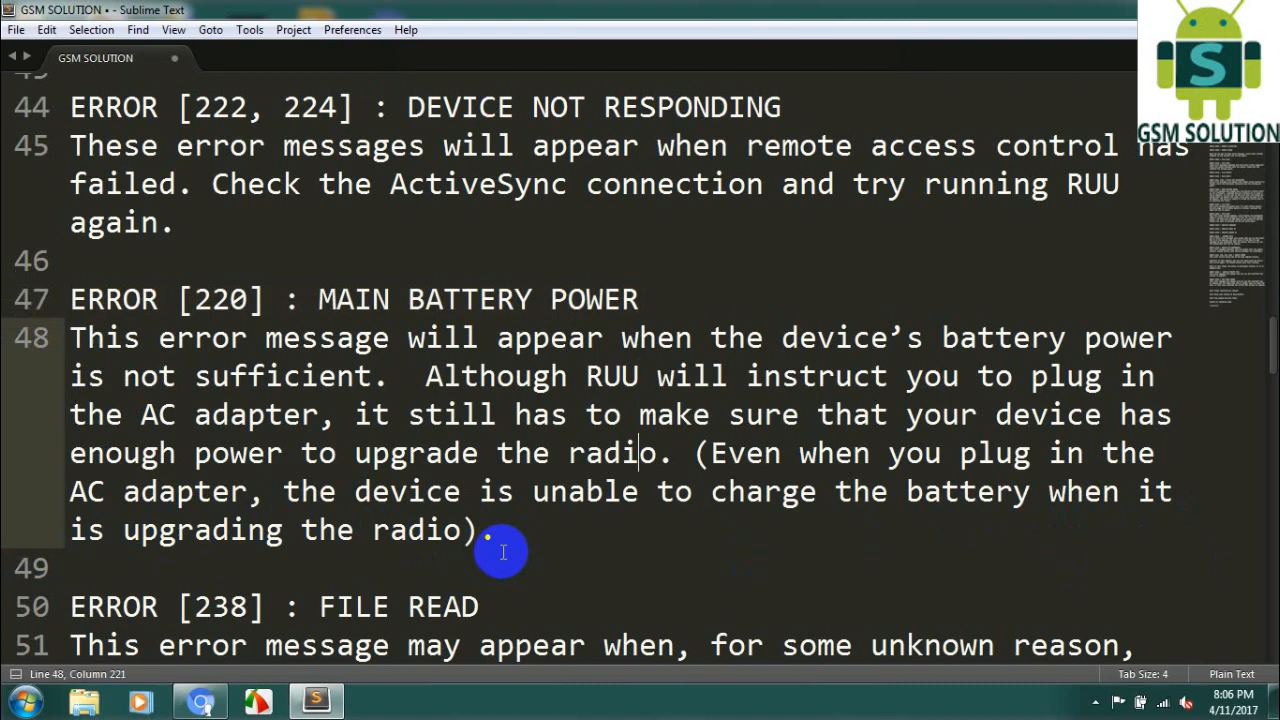 GSM SOLUTION • - Sublime Text
File Edit Selection Find View Goto Tools Project Preferences Help
GSM SOLUTION
S
GSM SOLUTION
44 ERROR [222, 224] : DEVICE NOT RESPONDING
45 These error messages will appear when remote access control has
failed. Check the ActiveSync connection and try running RUU
again.
46
47 ERROR [220] : MAIN BATTERY POWER
48 This error message will appear when the device’s battery power
is not sufficient.  Although RUU will instruct you to plug in
the AC adapter, it still has to make sure that your device has
enough power to upgrade the radio. (Even when you plug in the
AC adapter, the device is unable to charge the battery when it
is upgrading the radio).
49
50 ERROR [238] : FILE READ
51 This error message may appear when, for some unknown reason,
Line 48, Column 221 Tab Size: 4 Plain Text
S
8:06 PM
4/11/2017